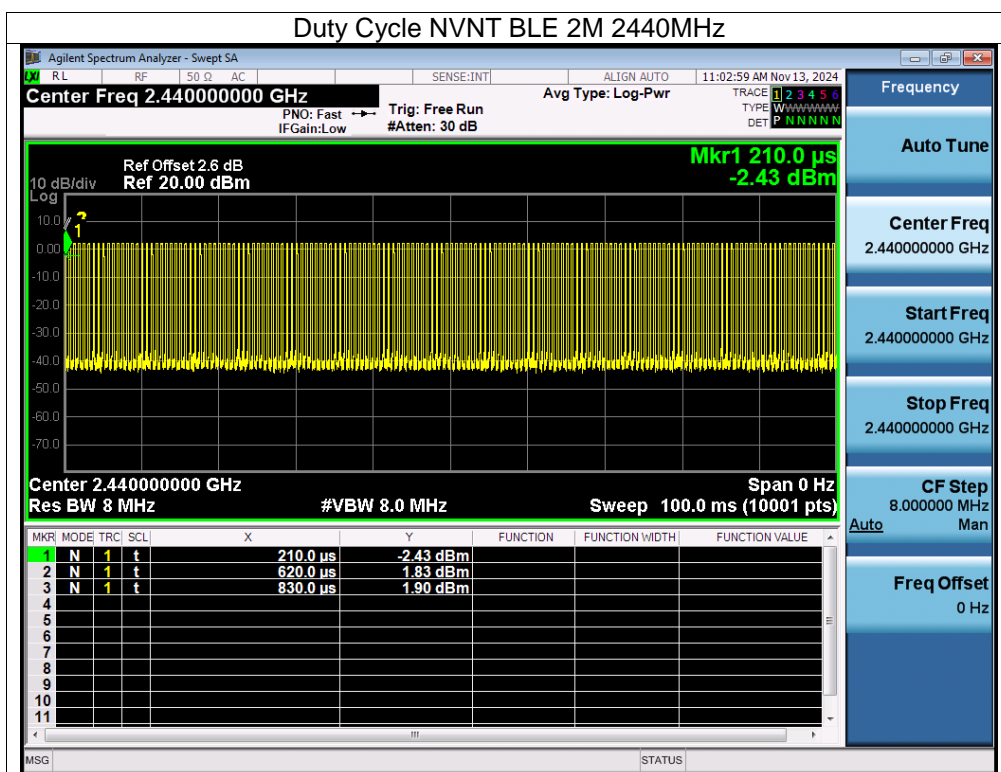 Duty Cycle NVNT BLE 2M 2440MHz
Agilent Spectrum Analyzer - Swept SA
LXI RL RF 50 Ω AC SENSE:INT ALIGN AUTO 11:02:59 AM Nov 13, 2024
Center Freq 2.440000000 GHz
PNO: Fast
IFGain:Low
Trig: Free Run
#Atten: 30 dB
Avg Type: Log-Pwr
TRACE 1 2 3 4 5 6
TYPE WWWWWW
DET P N N N N N
Mkr1 210.0 µs
-2.43 dBm
Ref Offset 2.6 dB
10 dB/div Ref 20.00 dBm
Log
10.0
0.00
-10.0
-20.0
-30.0
-40.0
-50.0
-60.0
-70.0
1
Center 2.440000000 GHz Span 0 Hz
Res BW 8 MHz #VBW 8.0 MHz Sweep 100.0 ms (10001 pts)
MKR MODE TRC SCL X Y FUNCTION FUNCTION WIDTH FUNCTION VALUE
1 N 1 t 210.0 µs -2.43 dBm
2 N 1 t 620.0 µs 1.83 dBm
3 N 1 t 830.0 µs 1.90 dBm
4
5
6
7
8
9
10
11
MSG STATUS
Frequency
Auto Tune
Center Freq
2.440000000 GHz
Start Freq
2.440000000 GHz
Stop Freq
2.440000000 GHz
CF Step
8.000000 MHz
Auto Man
Freq Offset
0 Hz